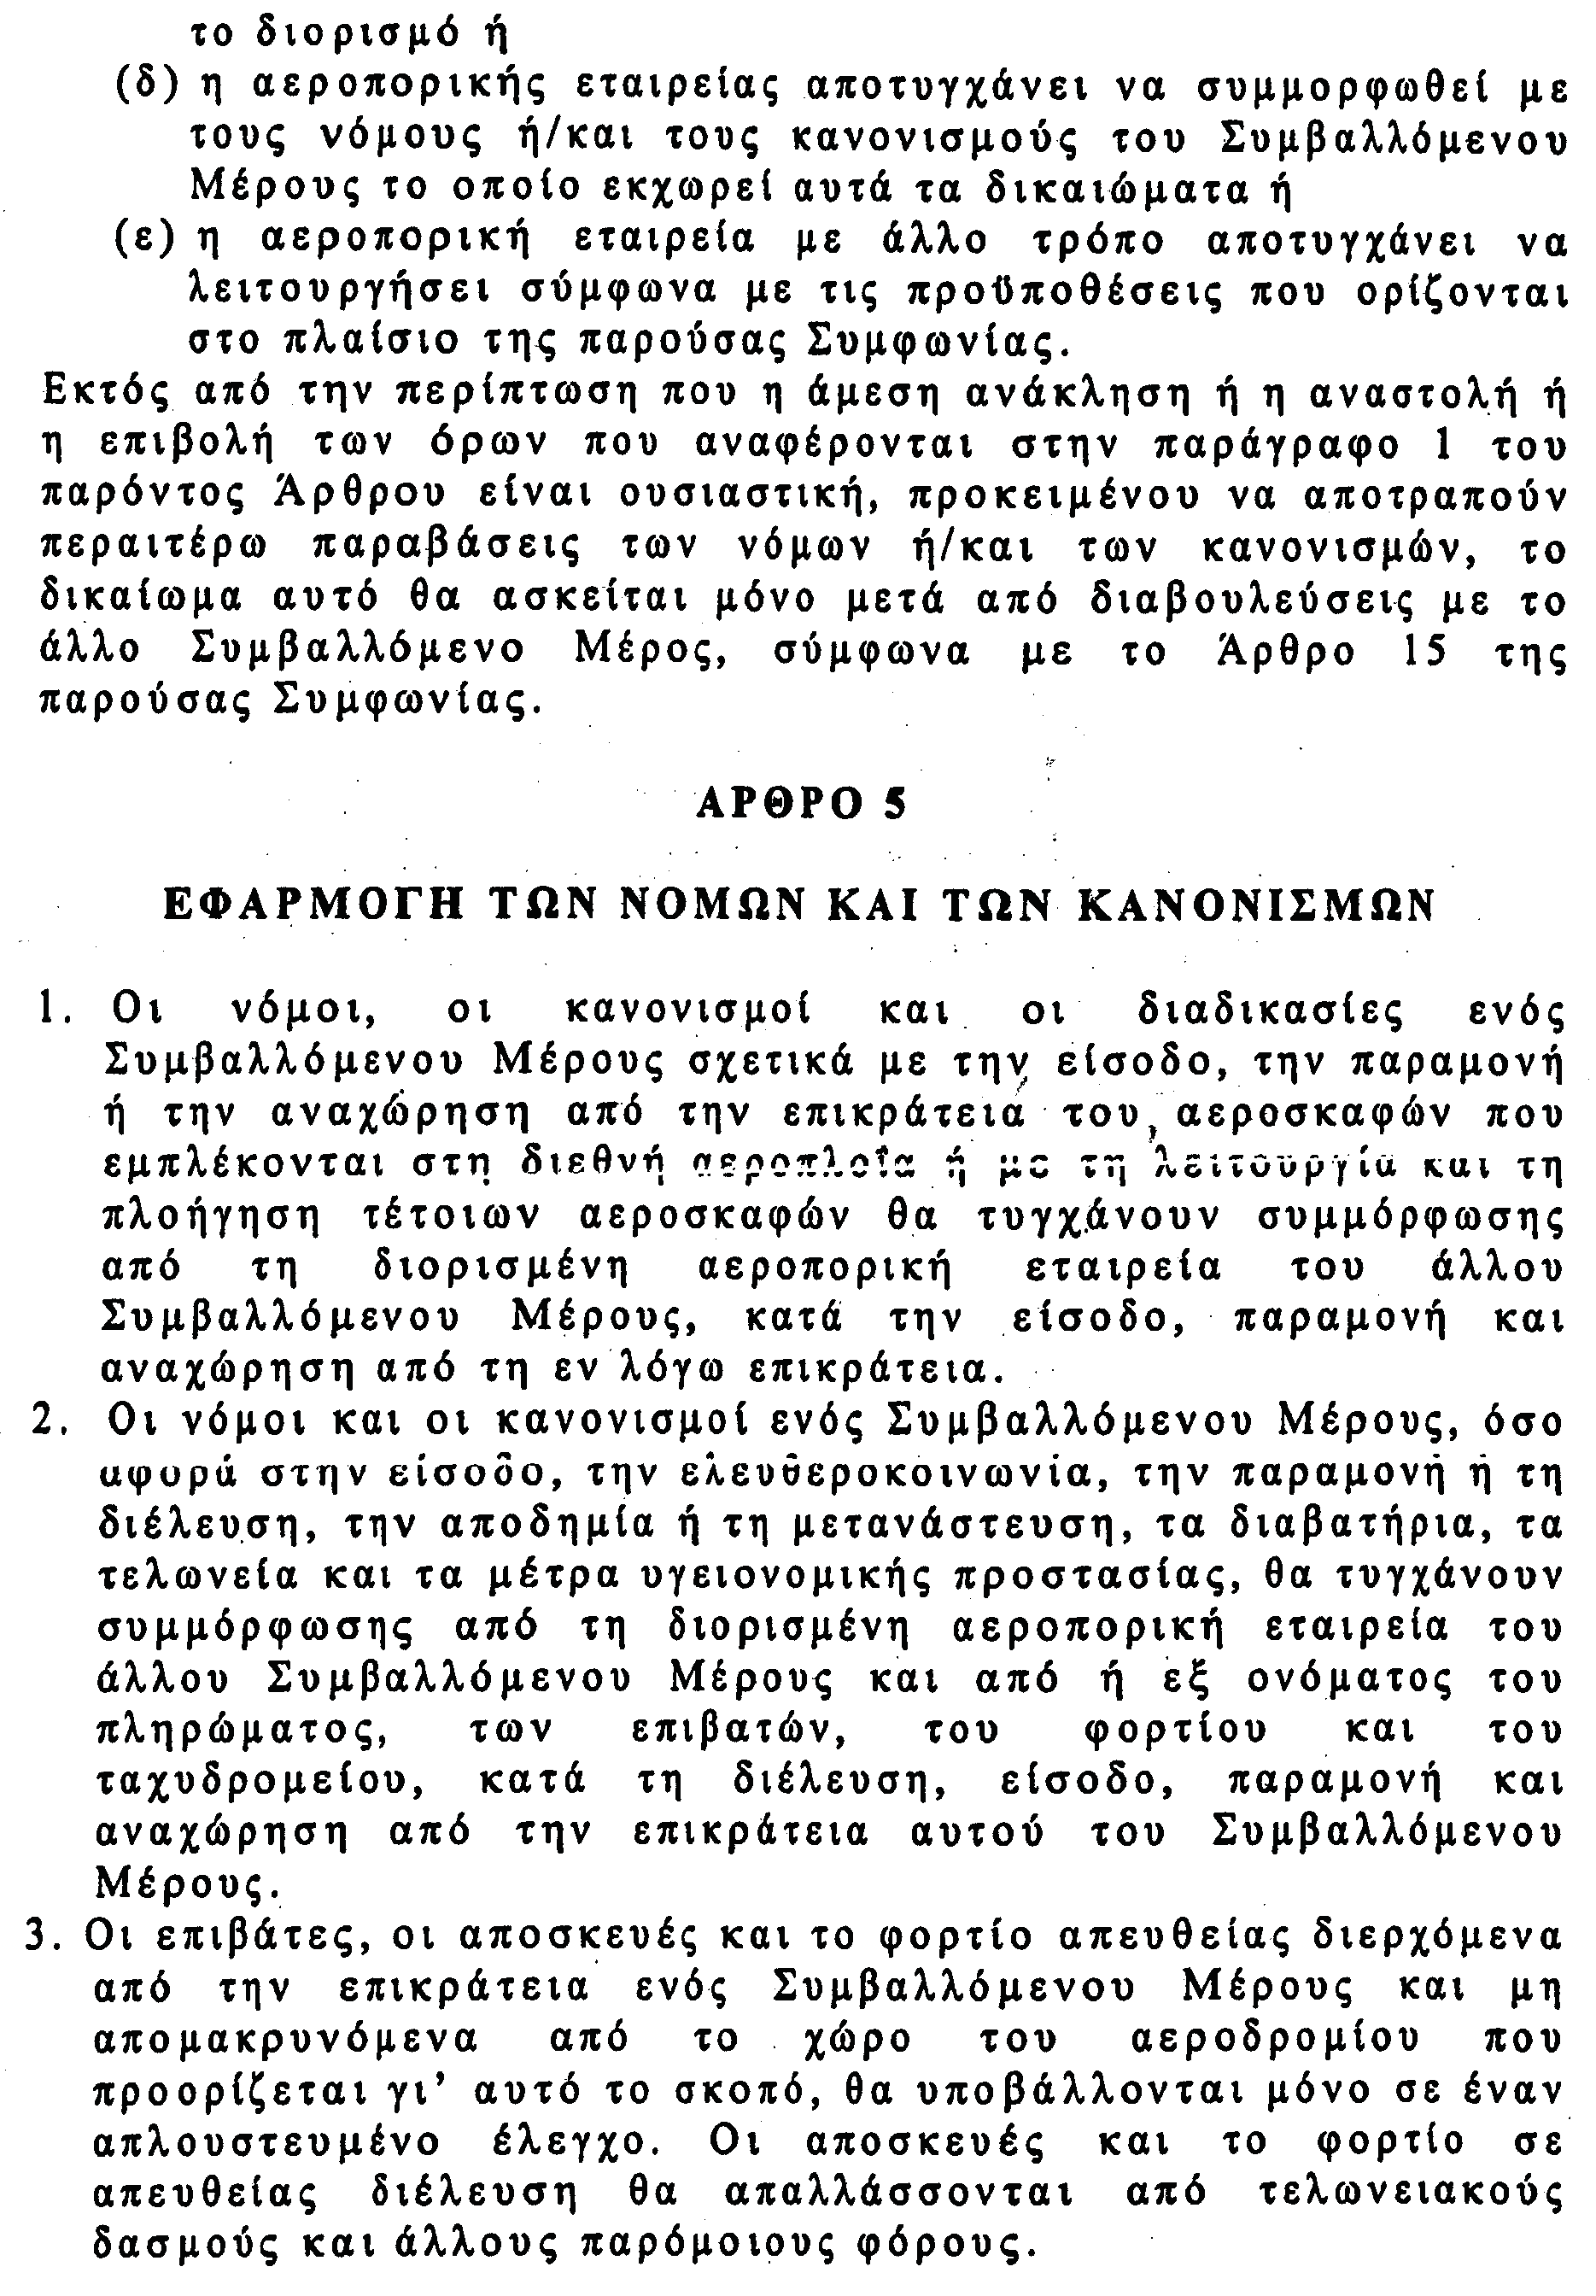 το διορισμό ή
(δ) η αεροπορικής εταιρείας αποτυγχάνει να συμμορφωθεί με
τους νόμους ή/και τους κανονισμούς του Συμβαλλόμενου
Μέρους το οποίο εκχωρεί αυτά τα δικαιώματα ή
(ε) η αεροπορική εταιρεία με άλλο τρόπο αποτυγχάνει να
λειτουργήσει σύμφωνα με τις προϋποθέσεις που ορίζονται
στο πλαίσιο της παρούσας Συμφωνίας.
Εκτός από την περίπτωση που η άμεση ανάκληση ή η αναστολή ή
η επιβολή των όρων που αναφέρονται στην παράγραφο 1 του
παρόντος Άρθρου είναι ουσιαστική, προκειμένου να αποτραπούν
περαιτέρω παραβάσεις των νόμων ή/και των κανονισμών, το
δικαίωμα αυτό θα ασκείται μόνο μετά από διαβουλεύσεις με το
άλλο Συμβαλλόμενο Μέρος, σύμφωνα με το Άρθρο 15 της
παρούσας Συμφωνίας.
ΑΡΘΡΟ 5
ΕΦΑΡΜΟΓΗ ΤΩΝ ΝΟΜΩΝ ΚΑΙ ΤΩΝ ΚΑΝΟΝΙΣΜΩΝ
1. Οι νόμοι, οι κανονισμοί και οι διαδικασίες ενός
Συμβαλλόμενου Μέρους σχετικά με την είσοδο, την παραμονή
ή την αναχώρηση από την επικράτειά του, αεροσκαφών που
εμπλέκονται στη διεθνή αεροπλοΐα ή με τη λειτουργία και τη
πλοήγηση τέτοιων αεροσκαφών θα τυγχάνουν συμμόρφωσης
από τη διορισμένη αεροπορική εταιρεία του άλλου
Συμβαλλόμενου Μέρους, κατά την είσοδο, παραμονή και
αναχώρηση από τη εν λόγω επικράτεια.
2. Οι νόμοι και οι κανονισμοί ενός Συμβαλλόμενου Μέρους, όσο
αφορά στην είσοδο, την ελευθεροκοινωνία, την παραμονή ή τη
διέλευση, την αποδημία ή τη μετανάστευση, τα διαβατήρια, τα
τελωνεία και τα μέτρα υγειονομικής προστασίας, θα τυγχάνουν
συμμόρφωσης από τη διορισμένη αεροπορική εταιρεία του
άλλου Συμβαλλόμενου Μέρους και από ή εξ ονόματος του
πληρώματος, των επιβατών, του φορτίου και του
ταχυδρομείου, κατά τη διέλευση, είσοδο, παραμονή και
αναχώρηση από την επικράτεια αυτού του Συμβαλλόμενου
Μέρους.
3. Οι επιβάτες, οι αποσκευές και το φορτίο απευθείας διερχόμενα
από την επικράτεια ενός Συμβαλλόμενου Μέρους και μη
απομακρυνόμενα από το χώρο του αεροδρομίου που
προορίζεται γι' αυτό το σκοπό, θα υποβάλλονται μόνο σε έναν
απλουστευμένο έλεγχο. Οι αποσκευές και το φορτίο σε
απευθείας διέλευση θα απαλλάσσονται από τελωνειακούς
δασμούς και άλλους παρόμοιους φόρους.